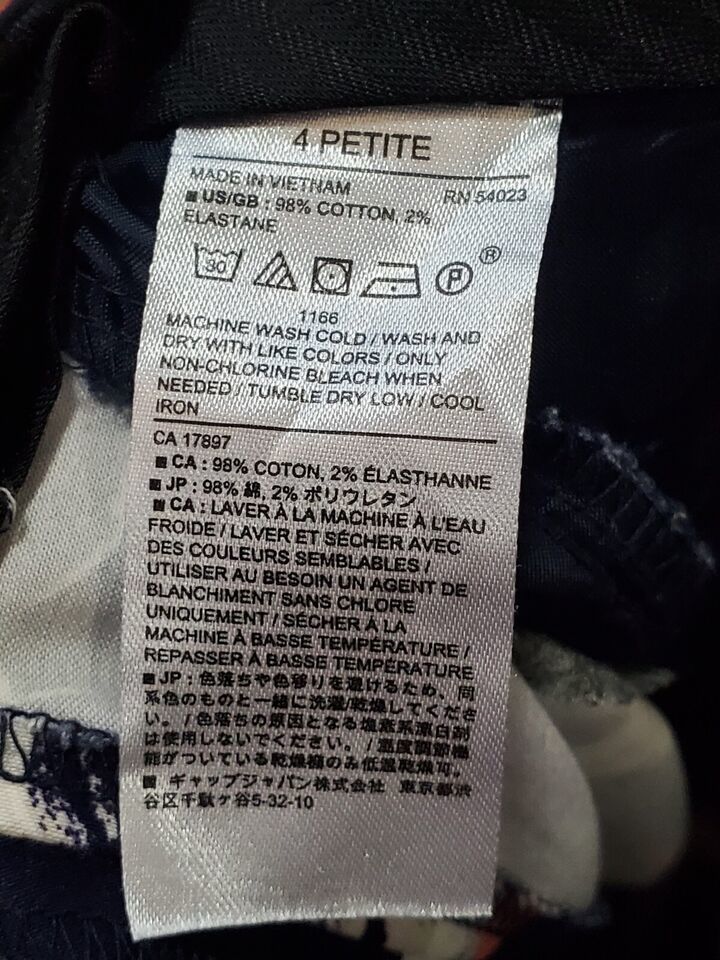 4 PETITE
MADE IN VIETNAM RN 54023
■ US/GB : 98% COTTON, 2%
ELASTANE
30 P ®
1166
MACHINE WASH COLD / WASH AND
DRY WITH LIKE COLORS / ONLY
NON-CHLORINE BLEACH WHEN
NEEDED / TUMBLE DRY LOW / COOL
IRON
CA 17897
■ CA : 98% COTON, 2% ÉLASTHANNE
■ JP : 98% 綿, 2% ポリウレタン
■ CA : LAVER À LA MACHINE À L'EAU
FROIDE / LAVER ET SÉCHER AVEC
DES COULEURS SEMBLABLES /
UTILISER AU BESOIN UN AGENT DE
BLANCHIMENT SANS CHLORE
UNIQUEMENT / SÉCHER À LA
MACHINE À BASSE TEMPÉRATURE /
REPASSER À BASSE TEMPÉRATURE
■ JP : 色落ちや色移りを避けるため、同
系色のものと一緒に洗濯/乾燥してくださ
い。 / 色落ちの原因となる塩素系漂白剤
は使用しないでください。 / 温度調節機
能がついている乾燥機のみ低温乾燥可。
■ ギャップジャパン株式会社 東京都渋
谷区千駄ケ谷5-32-10